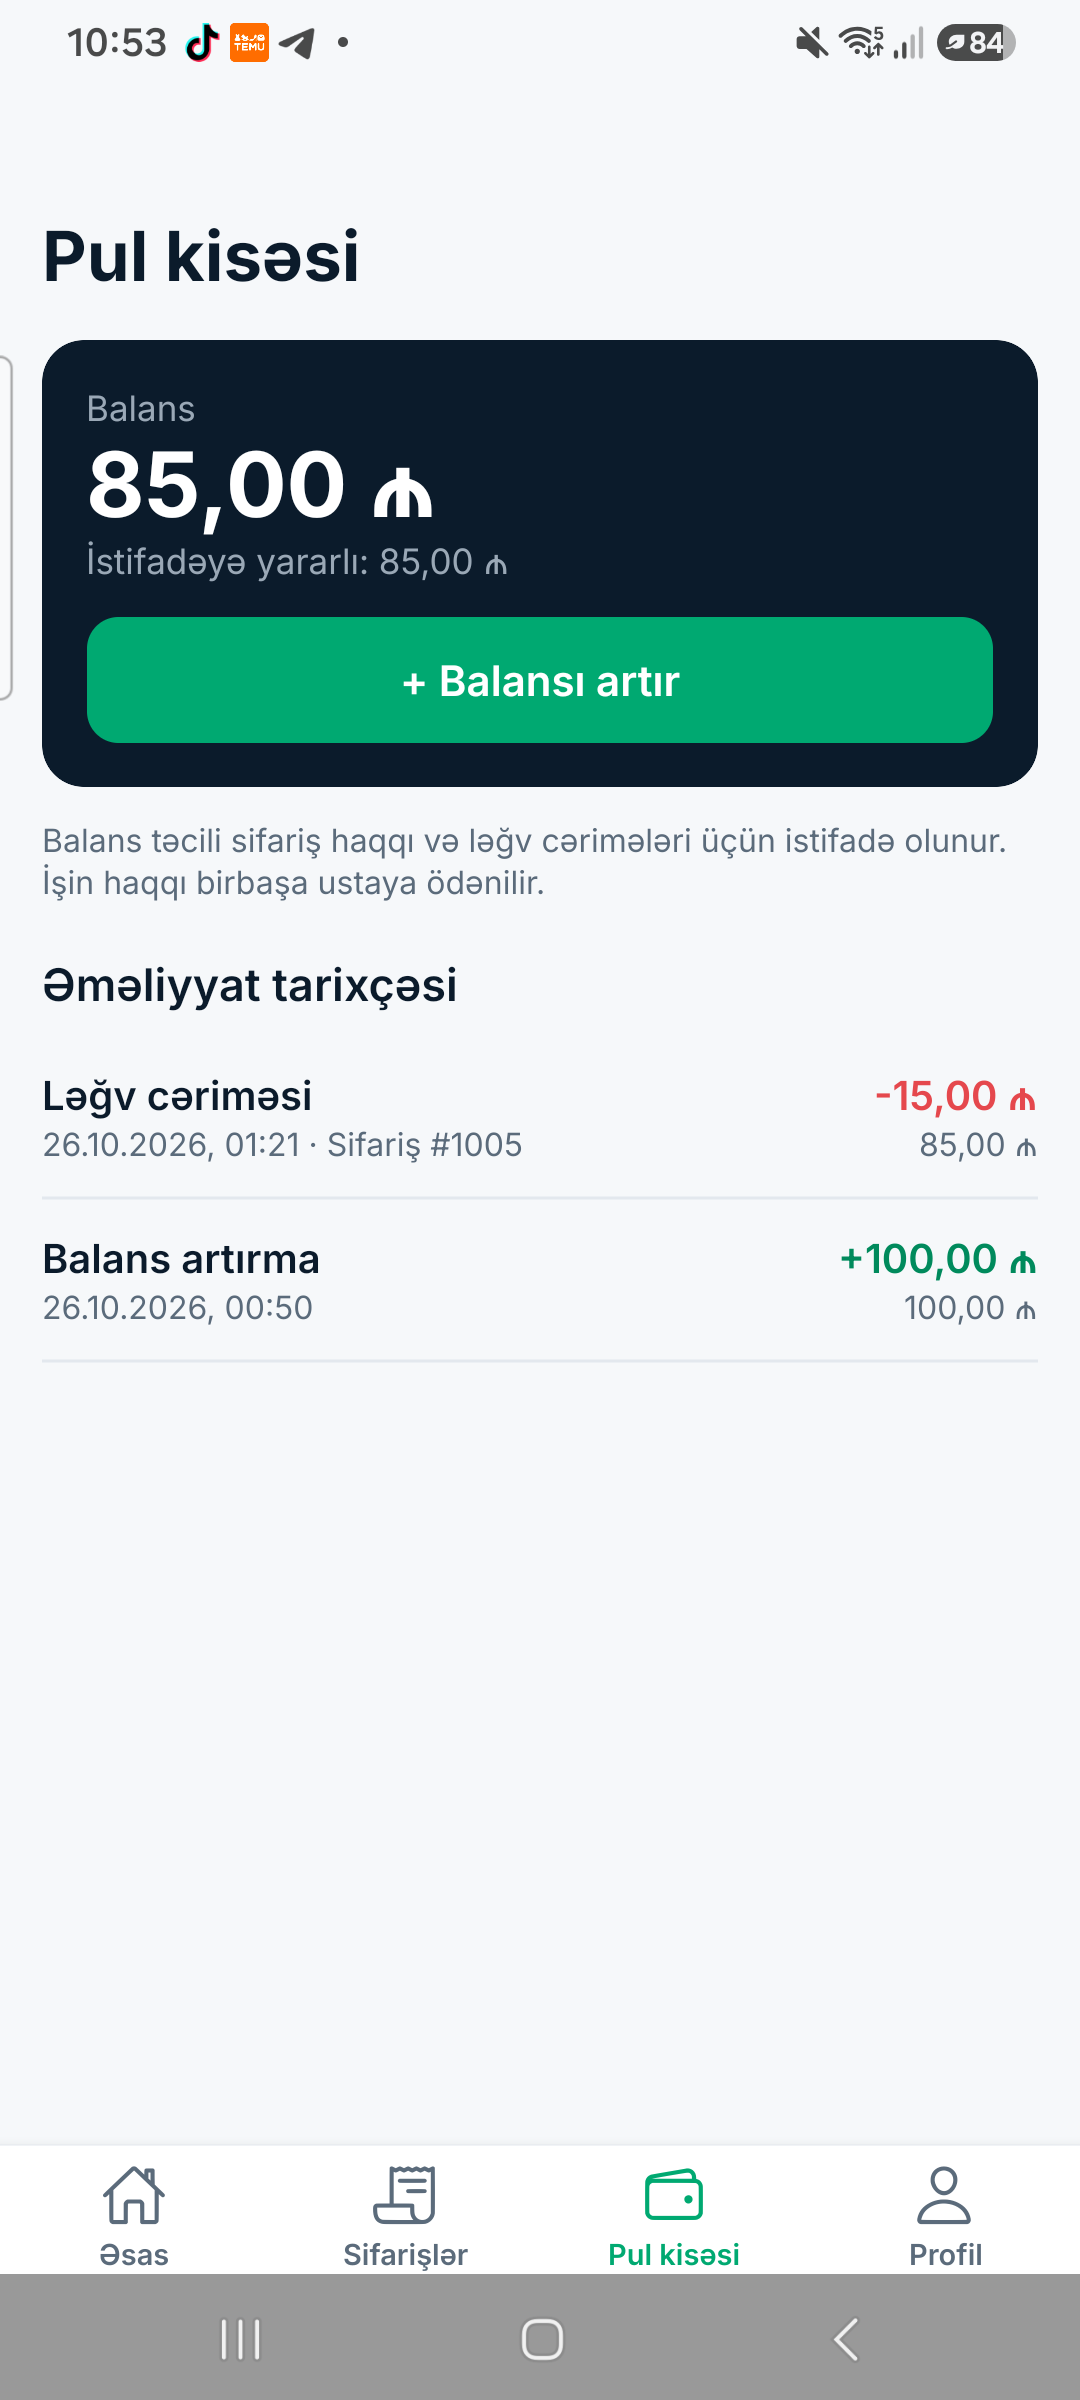 10:53 TEMU 5 84
Pul kisəsi
Balans
85,00 ₼
İstifadəyə yararlı: 85,00 ₼
+ Balansı artır
Balans təcili sifariş haqqı və ləğv cərimələri üçün istifadə olunur.
İşin haqqı birbaşa ustaya ödənilir.
Əməliyyat tarixçəsi
Ləğv cəriməsi -15,00 ₼
26.10.2026, 01:21 · Sifariş #1005 85,00 ₼
Balans artırma +100,00 ₼
26.10.2026, 00:50 100,00 ₼
Əsas Sifarişlər Pul kisəsi Profil